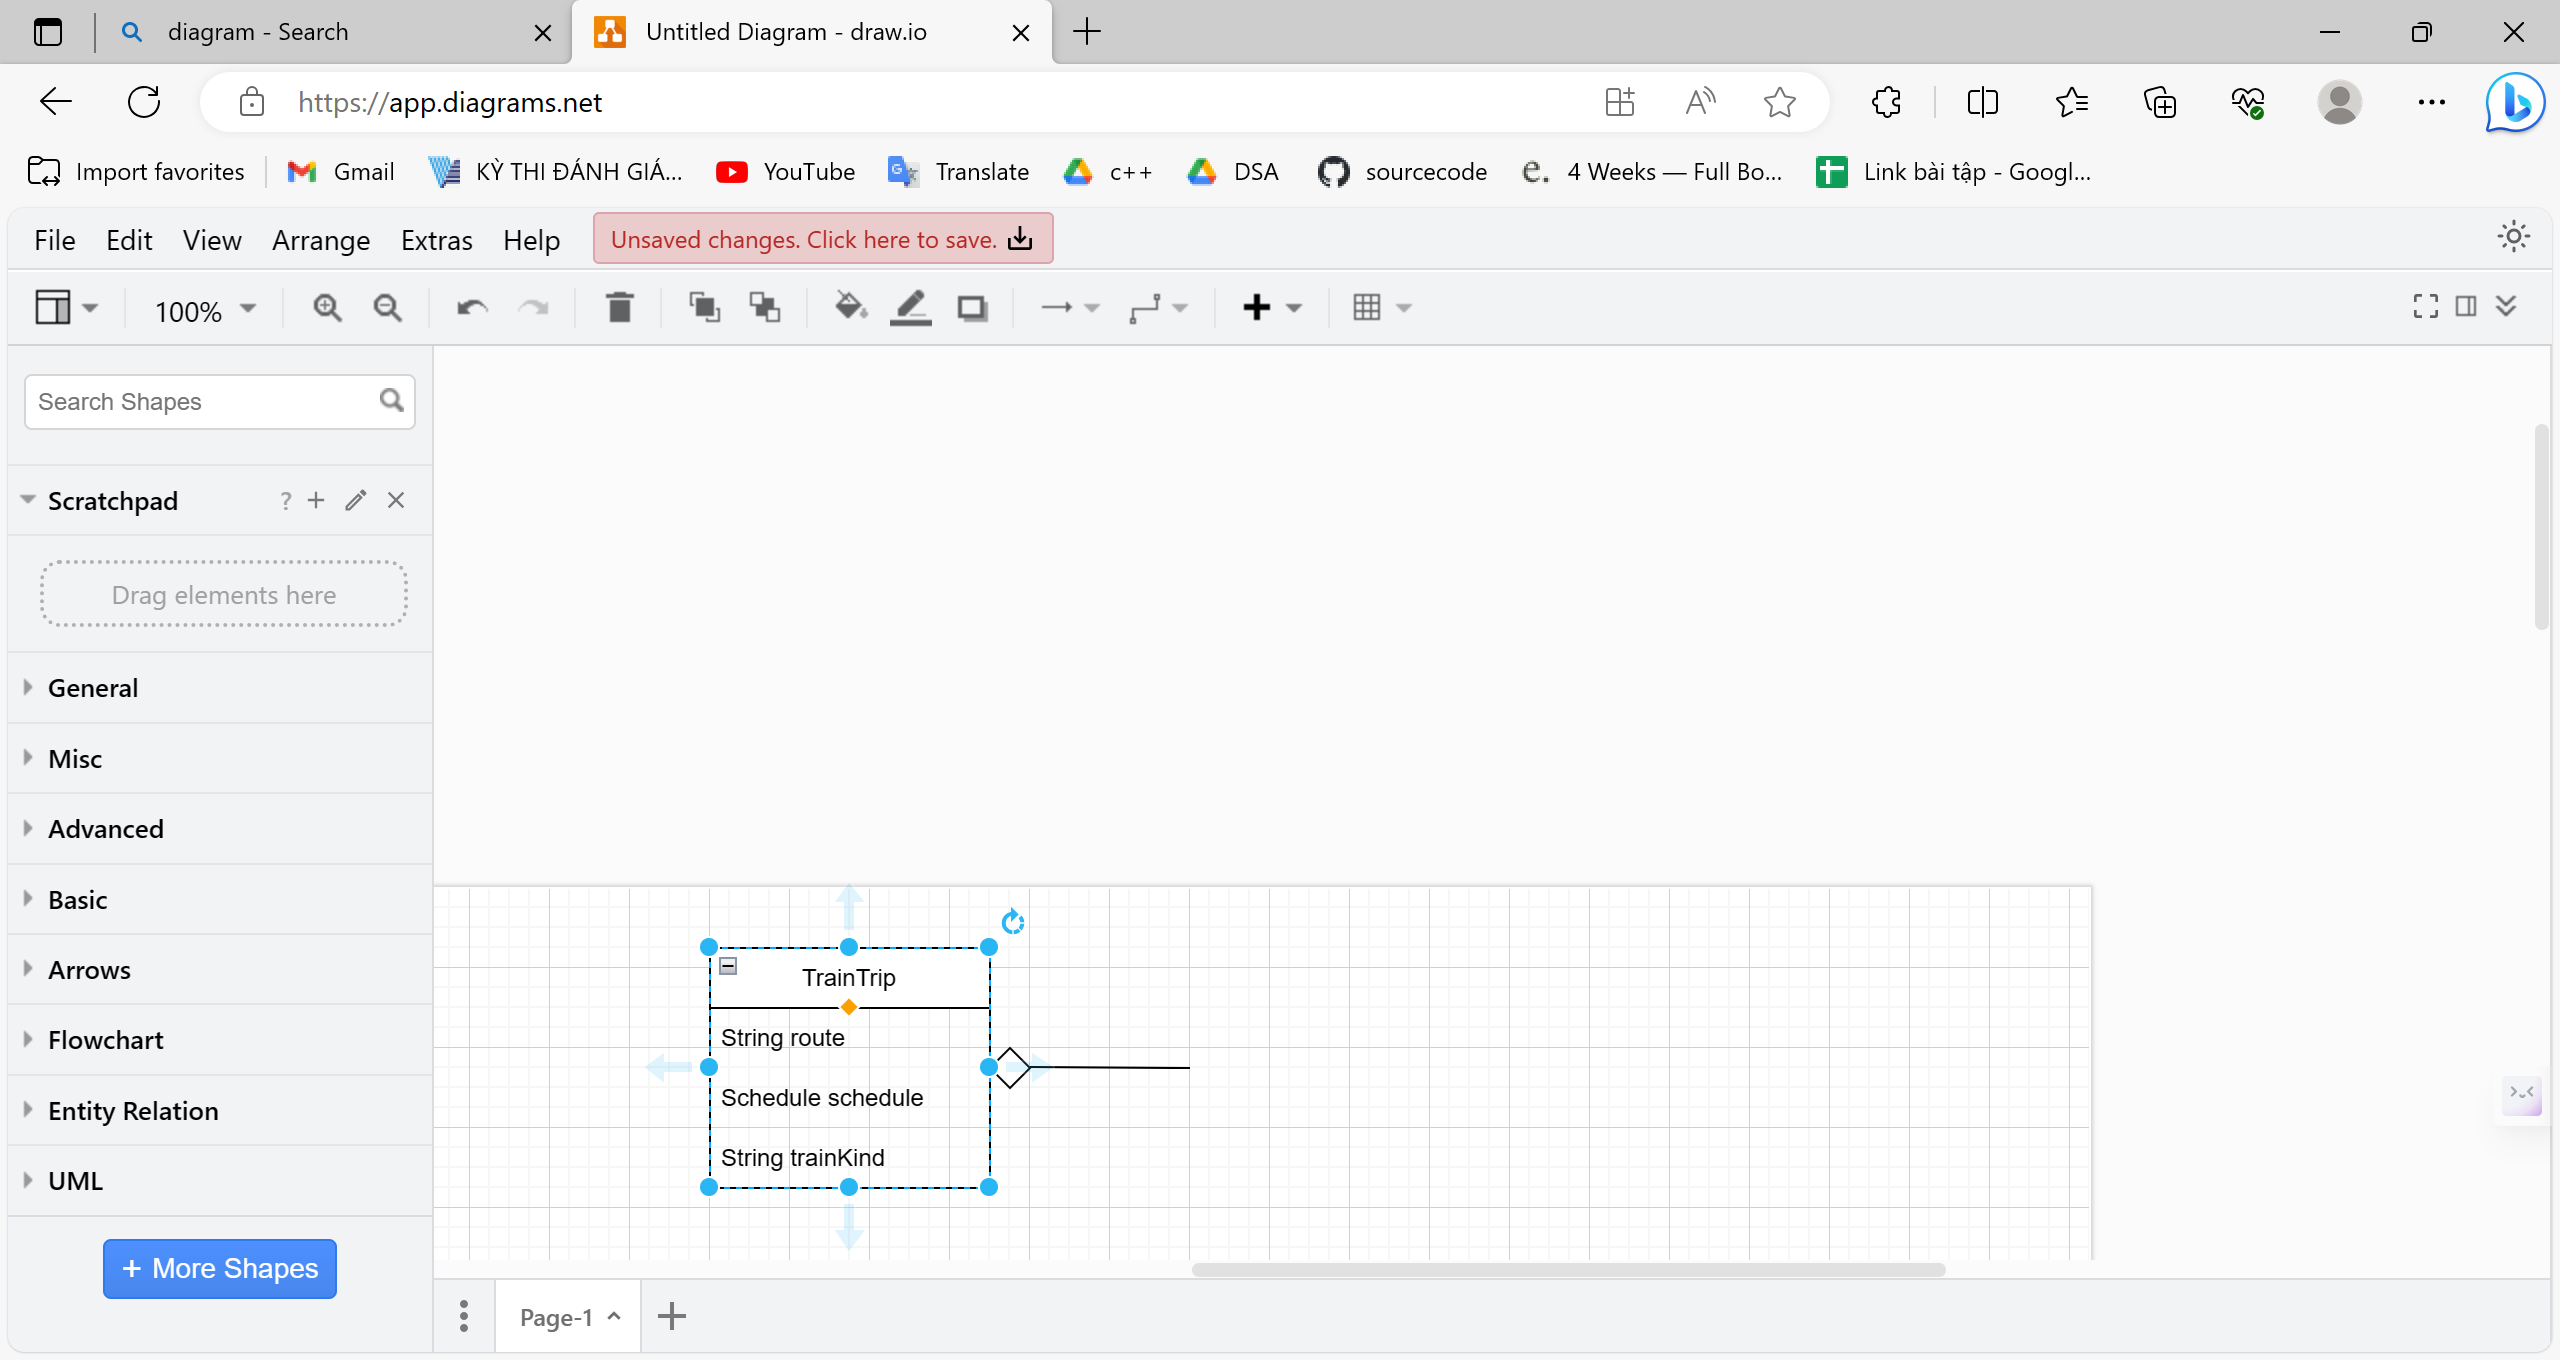 diagram - Search
Untitled Diagram - draw.io
https://app.diagrams.net
Import favorites
Gmail
KỲ THI ĐÁNH GIÁ...
YouTube
Translate
c++
DSA
sourcecode
4 Weeks — Full Bo...
Link bài tập - Googl...
File Edit View Arrange Extras Help
Unsaved changes. Click here to save.
100%
Search Shapes
Scratchpad
?
Drag elements here
General
Misc
Advanced
Basic
Arrows
Flowchart
Entity Relation
UML
+ More Shapes
TrainTrip
String route
Schedule schedule
String trainKind
Page-1